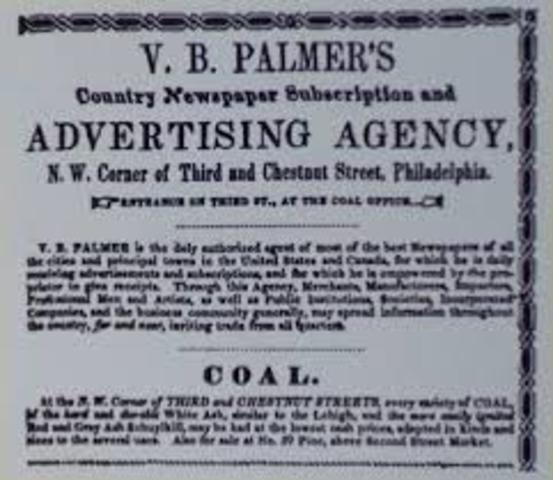 V. B. PALMER'S
Country Newspaper Subscription and
ADVERTISING AGENCY,
N. W. Corner of Third and Chestnut Street, Philadelphia.
ENTRANCE ON THIRD ST., AT THE COAL OFFICE.
V. B. PALMER is the duly authorized agent of most of the best Newspapers of all
the cities and principal towns in the United States and Canada, for which he is daily
receiving advertisements and subscriptions, and for which he is empowered by the pro-
prietor to give receipts. Through this Agency, Merchants, Manufacturers, Importers,
Professional Men and Artists, as well as Public Institutions, Societies, Incorporated
Companies, and the business community generally, may spread information throughout
the country, far and near, inviting trade from all quarters.
COAL.
At the N. W. Corner of THIRD and CHESTNUT STREETS, every variety of COAL,
of the hard and durable White Ash, similar to the Lehigh, and the more easily ignited
Red and Gray Ash Schuylkill, may be had at the lowest cash prices, adapted in kinds and
sizes to the several uses. Also for sale at No. Pine, above Second Street Market.